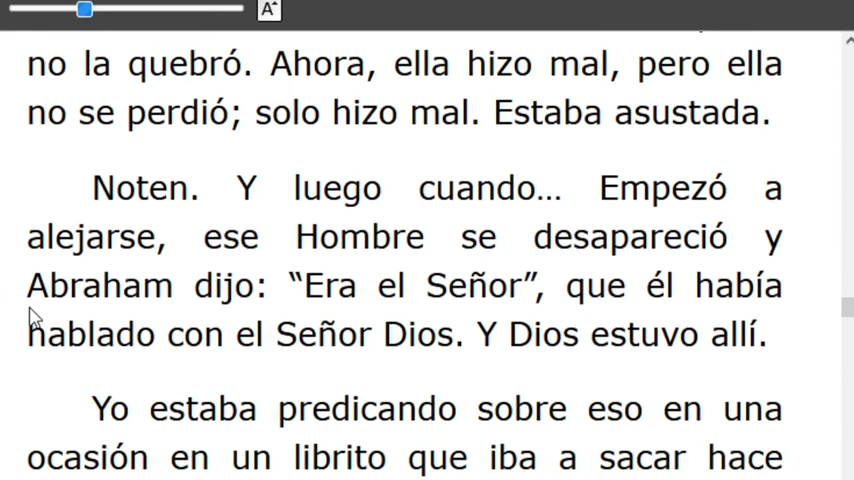 A
no la quebró. Ahora, ella hizo mal, pero ella
no se perdió; solo hizo mal. Estaba asustada.
Noten. Y luego cuando... Empezó a
alejarse, ese Hombre se desapareció y
Abraham dijo: “Era el Señor”, que él había
hablado con el Señor Dios. Y Dios estuvo allí.
Yo estaba predicando sobre eso en una
ocasión en un librito que iba a sacar hace